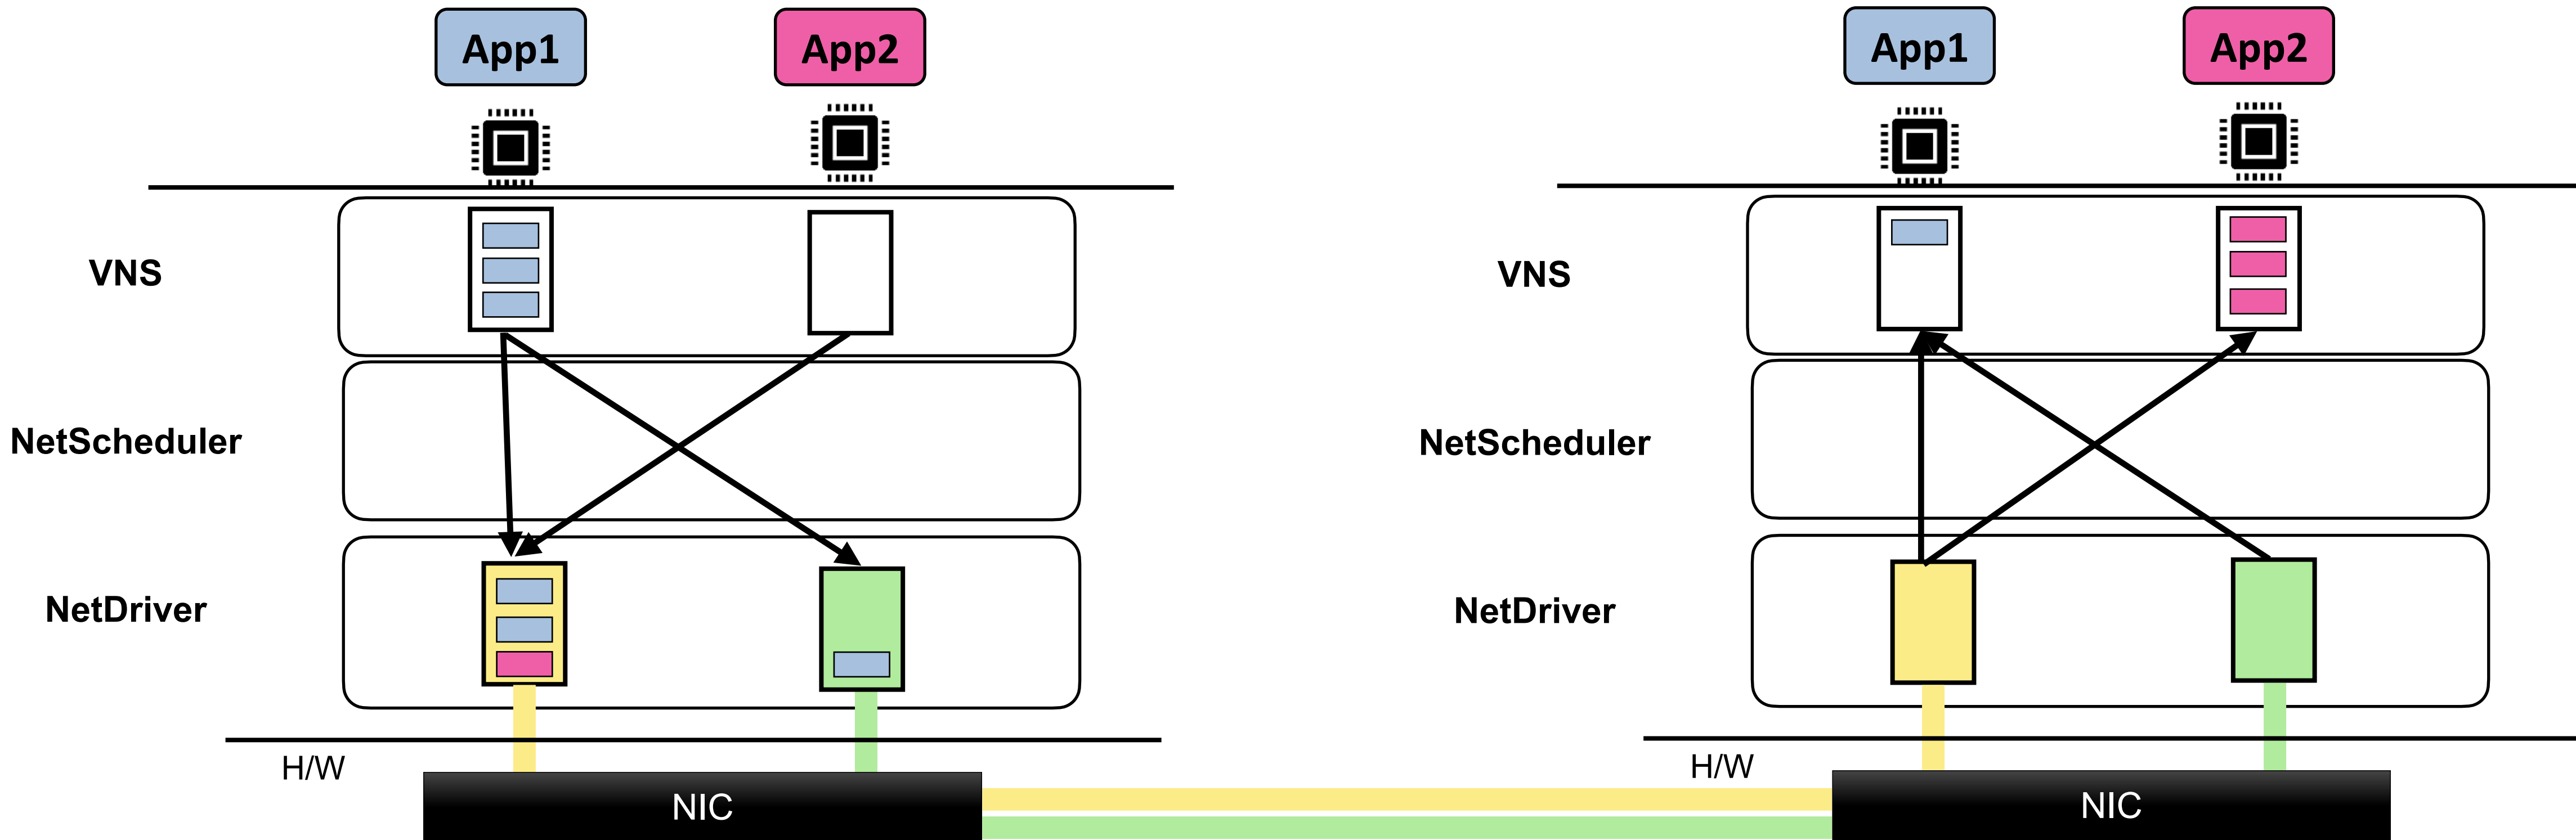 App1
App2
VNS
NetScheduler
NetDriver
H/W
NIC
App1
App2
VNS
NetScheduler
NetDriver
H/W
NIC